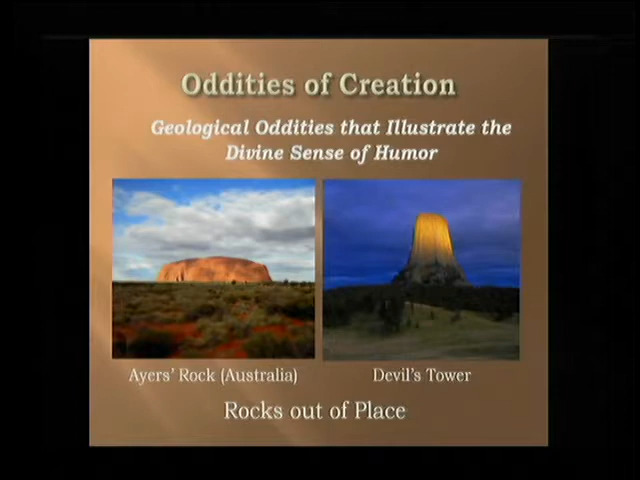 Oddities of Creation
Geological Oddities that Illustrate the
Divine Sense of Humor
Ayers' Rock (Australia)
Devil's Tower
Rocks out of Place